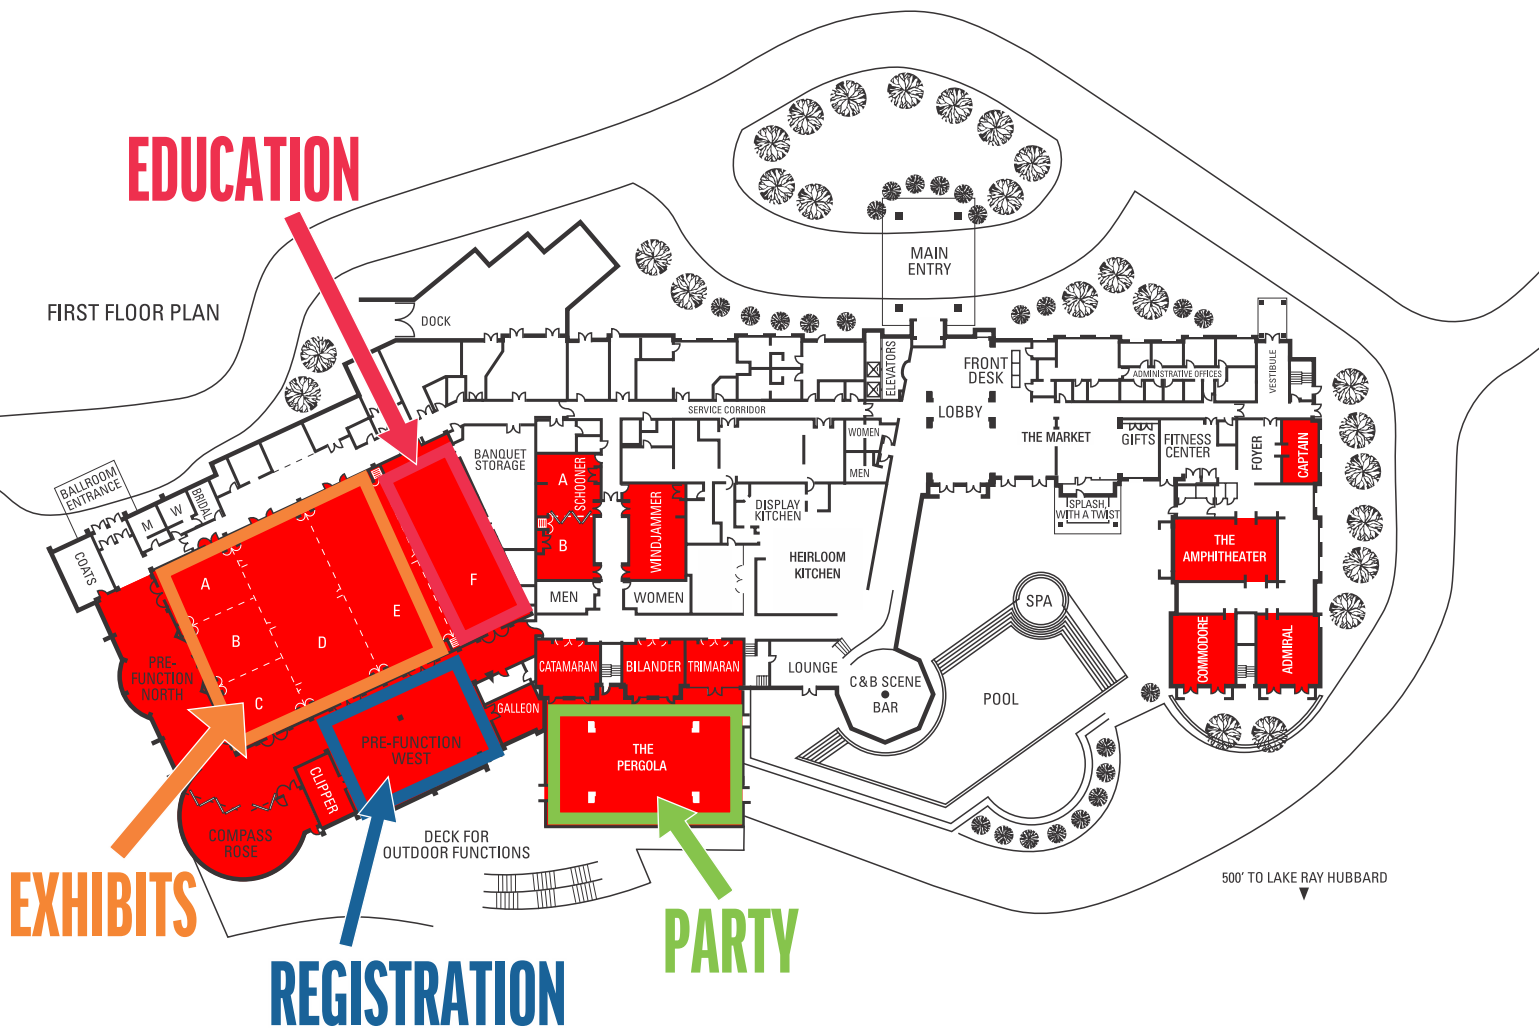 EDUCATION
FIRST FLOOR PLAN
MAIN
ENTRY
DOCK
ELEVATORS
FRONT
DESK
ADMINISTRATIVE OFFICES
VESTIBULE
SERVICE CORRIDOR
LOBBY
THE MARKET
GIFTS
FITNESS
CENTER
FOYER
CAPTAIN
WOMEN
MEN
BANQUET
STORAGE
BALLROOM
ENTRANCE
COATS
M
W
BRIDAL
A
SCHOONER
B
WINDJAMMER
DISPLAY
KITCHEN
SPLASH,
WITH A TWIST
HEIRLOOM
KITCHEN
THE
AMPHITHEATER
MEN
WOMEN
SPA
A
B
C
D
E
F
PRE-
FUNCTION
NORTH
CATAMARAN
BILANDER
TRIMARAN
LOUNGE
C&B SCENE
BAR
POOL
COMMODORE
ADMIRAL
GALLEON
PRE-FUNCTION
WEST
THE
PERGOLA
CLIPPER
COMPASS
ROSE
DECK FOR
OUTDOOR FUNCTIONS
500' TO LAKE RAY HUBBARD
EXHIBITS
PARTY
REGISTRATION